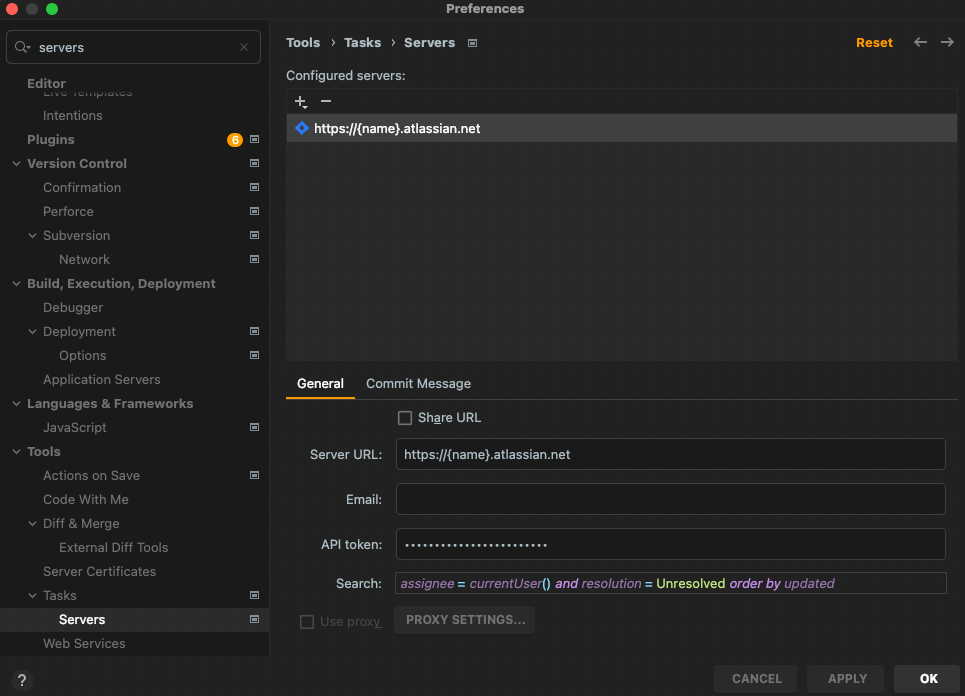 Preferences
servers
Editor
Live Templates
Intentions
Plugins 6
Version Control
Confirmation
Perforce
Subversion
Network
Build, Execution, Deployment
Debugger
Deployment
Options
Application Servers
Languages & Frameworks
JavaScript
Tools
Actions on Save
Code With Me
Diff & Merge
External Diff Tools
Server Certificates
Tasks
Servers
Web Services
?
Tools › Tasks › Servers
Reset
Configured servers:
https://{name}.atlassian.net
General Commit Message
Share URL
Server URL: https://{name}.atlassian.net
Email:
API token: ••••••••••••••••••••••••
Search: assignee = currentUser() and resolution = Unresolved order by updated
Use proxy PROXY SETTINGS...
CANCEL APPLY OK